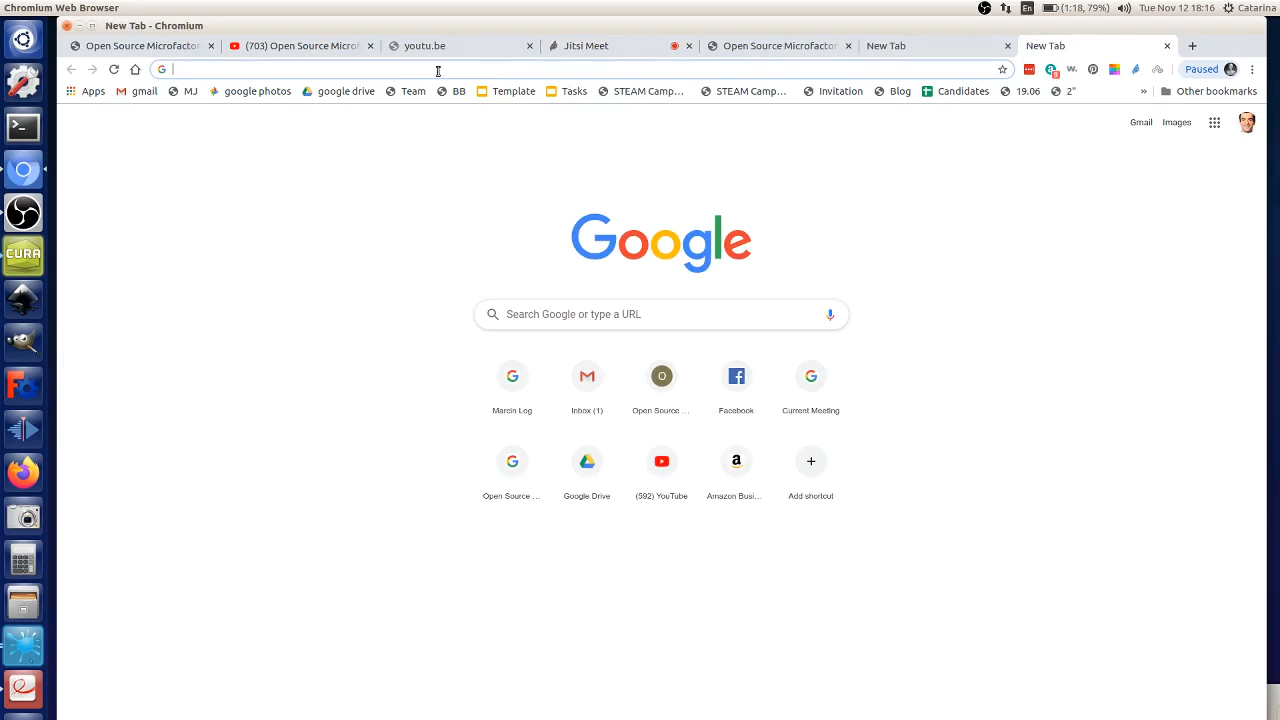 Chromium Web Browser
En
(1:18, 79%)
Tue Nov 12 18:16
Catarina
New Tab - Chromium
Open Source Microfactor
(703) Open Source Microf
youtu.be
Jitsi Meet
Open Source Microfactor
New Tab
New Tab
Paused
Apps
gmail
MJ
google photos
google drive
Team
BB
Template
Tasks
STEAM Camp...
STEAM Camp...
Invitation
Blog
Candidates
19.06
2"
»
Other bookmarks
Gmail
Images
Google
Search Google or type a URL
Marcin Log
Inbox (1)
Open Source ...
Facebook
Current Meeting
Open Source ...
Google Drive
(592) YouTube
Amazon Busi...
Add shortcut
CURA